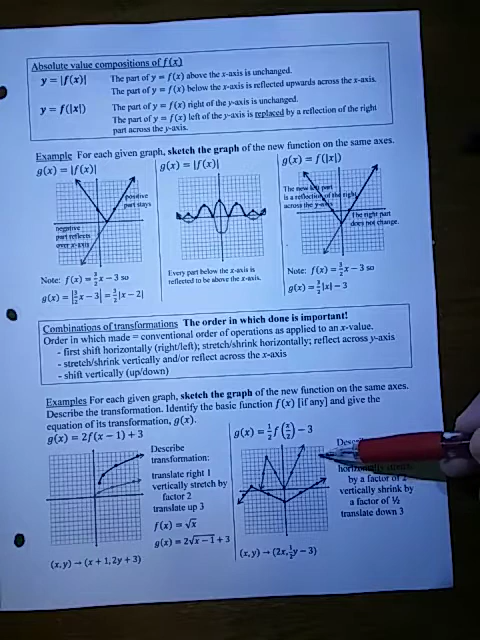 Absolute value compositions of f(x)
y = |f(x)| The part of y = f(x) above the x-axis is unchanged.
The part of y = f(x) below the x-axis is reflected upwards across the x-axis.
y = f(|x|) The part of y = f(x) right of the y-axis is unchanged.
The part of y = f(x) left of the y-axis is replaced by a reflection of the right
part across the y-axis.
Example For each given graph, sketch the graph of the new function on the same axes.
g(x) = |f(x)|
positive
part stays
negative
part reflects
over x-axis
Note: f(x) = 3/2 x − 3 so
g(x) = |3/2 x − 3| = 3/2 |x − 2|
g(x) = |f(x)|
Every part below the x-axis is
reflected to be above the x-axis.
g(x) = f(|x|)
The new left part
is a reflection of the right
across the y-axis
The right part
does not change.
Note: f(x) = 3/2 x − 3 so
g(x) = 3/2 |x| − 3
Combinations of transformations The order in which done is important!
Order in which made = conventional order of operations as applied to an x-value.
- first shift horizontally (right/left); stretch/shrink horizontally; reflect across y-axis
- stretch/shrink vertically and/or reflect across the x-axis
- shift vertically (up/down)
Examples For each given graph, sketch the graph of the new function on the same axes.
Describe the transformation. Identify the basic function f(x) [if any] and give the
equation of its transformation, g(x).
g(x) = 2f(x − 1) + 3
Describe
transformation:
translate right 1
vertically stretch by
factor 2
translate up 3
f(x) = √x
g(x) = 2√x − 1 + 3
(x, y) → (x + 1, 2y + 3)
g(x) = 1/2 f(x/2) − 3
horizontally
by a factor of 2
vertically shrink by
a factor of ½
translate down 3
(x, y) → (2x, 1/2 y − 3)